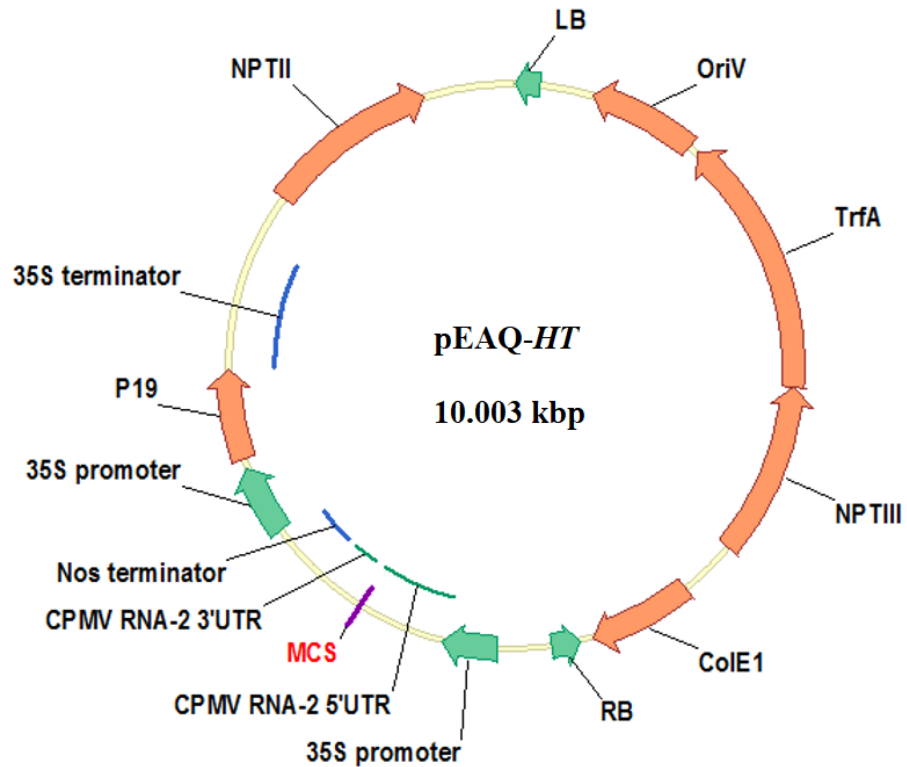 LB
NPTII
OriV
TrfA
35S terminator
pEAQ-HT
10.003 kbp
P19
35S promoter
NPTIII
Nos terminator
CPMV RNA-2 3'UTR
MCS
ColE1
CPMV RNA-2 5'UTR
RB
35S promoter